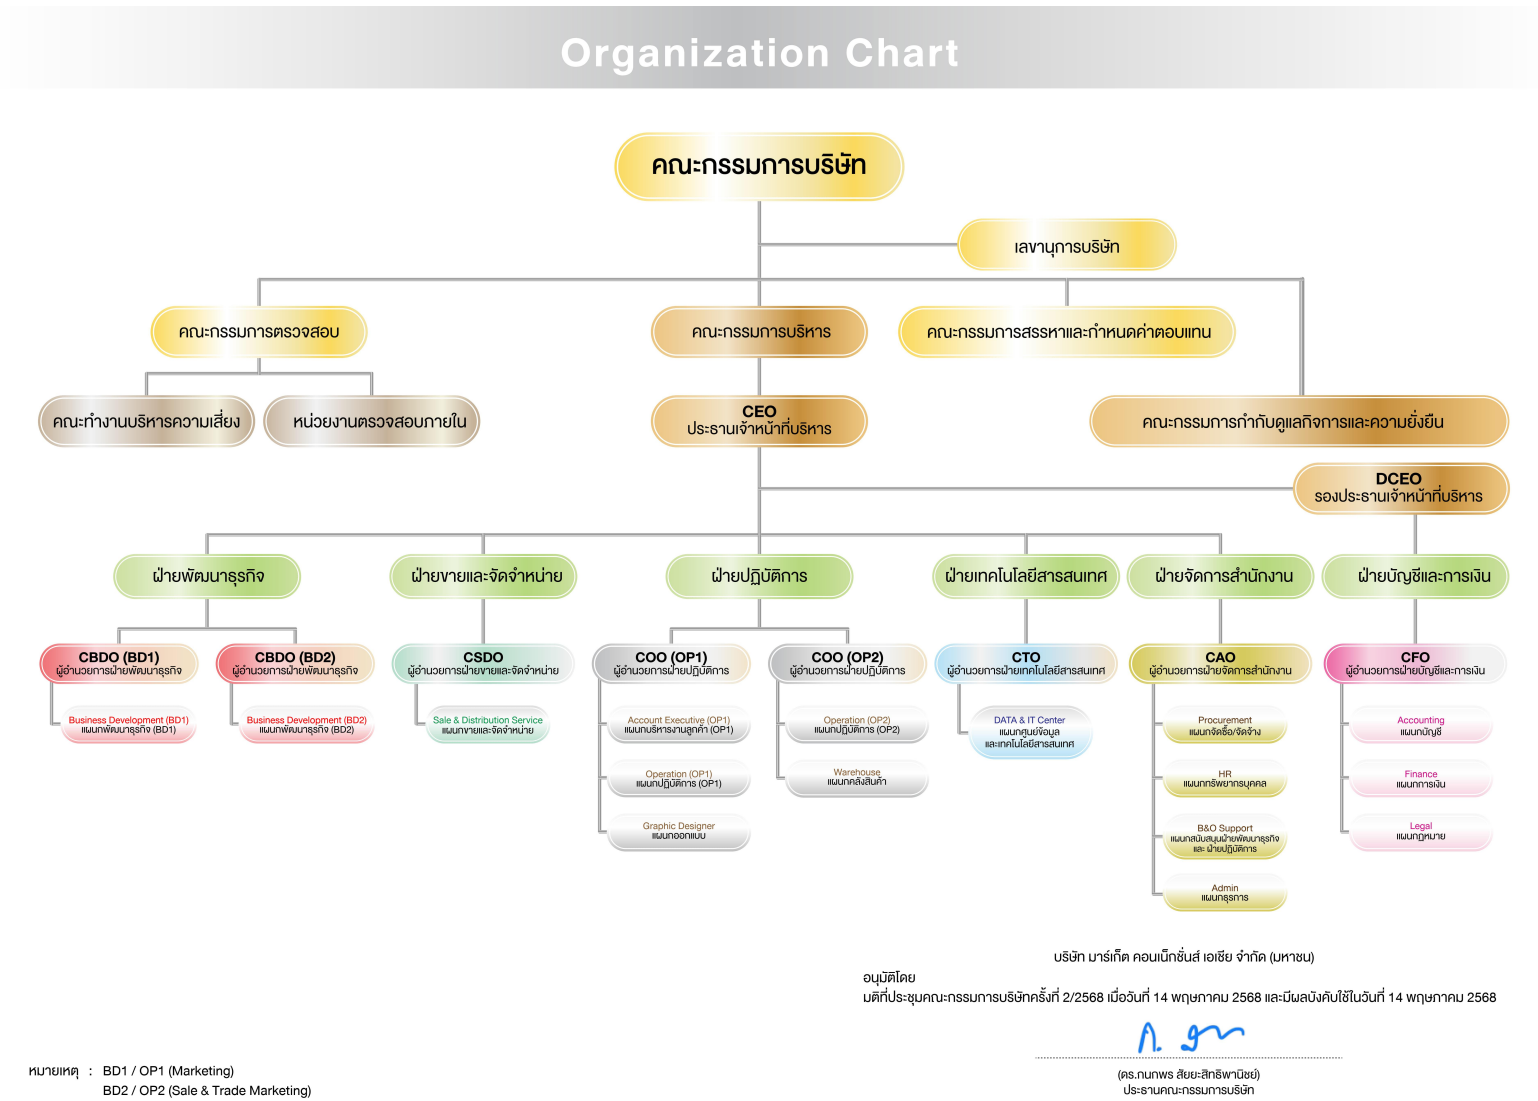 Organization Chart
คณะกรรมการบริษัท
เลขานุการบริษัท
คณะกรรมการตรวจสอบ
คณะกรรมการบริหาร
คณะกรรมการสรรหาและกำหนดค่าตอบแทน
คณะทำงานบริหารความเสี่ยง
หน่วยงานตรวจสอบภายใน
CEO
ประธานเจ้าหน้าที่บริหาร
คณะกรรมการกำกับดูแลกิจการและความยั่งยืน
DCEO
รองประธานเจ้าหน้าที่บริหาร
ฝ่ายพัฒนาธุรกิจ
ฝ่ายขายและจัดจำหน่าย
ฝ่ายปฏิบัติการ
ฝ่ายเทคโนโลยีสารสนเทศ
ฝ่ายจัดการสำนักงาน
ฝ่ายบัญชีและการเงิน
CBDO (BD1)
ผู้อำนวยการฝ่ายพัฒนาธุรกิจ
CBDO (BD2)
ผู้อำนวยการฝ่ายพัฒนาธุรกิจ
CSDO
ผู้อำนวยการฝ่ายขายและจัดจำหน่าย
COO (OP1)
ผู้อำนวยการฝ่ายปฏิบัติการ
COO (OP2)
ผู้อำนวยการฝ่ายปฏิบัติการ
CTO
ผู้อำนวยการฝ่ายเทคโนโลยีสารสนเทศ
CAO
ผู้อำนวยการฝ่ายจัดการสำนักงาน
CFO
ผู้อำนวยการฝ่ายบัญชีและการเงิน
Business Development (BD1)
แผนกพัฒนาธุรกิจ (BD1)
Business Development (BD2)
แผนกพัฒนาธุรกิจ (BD2)
Sale & Distribution Service
แผนกขายและจัดจำหน่าย
Account Executive (OP1)
แผนกบริหารงานลูกค้า (OP1)
Operation (OP1)
แผนกปฏิบัติการ (OP1)
Graphic Designer
แผนกออกแบบ
Operation (OP2)
แผนกปฏิบัติการ (OP2)
Warehouse
แผนกคลังสินค้า
DATA & IT Center
แผนกศูนย์ข้อมูล
และเทคโนโลยีสารสนเทศ
Procurement
แผนกจัดซื้อ/จัดจ้าง
HR
แผนกทรัพยากรบุคคล
B&O Support
แผนกสนับสนุนฝ่ายพัฒนาธุรกิจ
และ ฝ่ายปฏิบัติการ
Admin
แผนกธุรการ
Accounting
แผนกบัญชี
Finance
แผนกการเงิน
Legal
แผนกกฎหมาย
บริษัท มาร์เก็ต คอนเน็กชั่นส์ เอเชีย จำกัด (มหาชน)
อนุมัติโดย
มติที่ประชุมคณะกรรมการบริษัทครั้งที่ 2/2568 เมื่อวันที่ 14 พฤษภาคม 2568 และมีผลบังคับใช้ในวันที่ 14 พฤษภาคม 2568
(ดร.กนกพร สัยยะสิทธิพานิชย์)
ประธานคณะกรรมการบริษัท
หมายเหตุ : BD1 / OP1 (Marketing)
BD2 / OP2 (Sale & Trade Marketing)